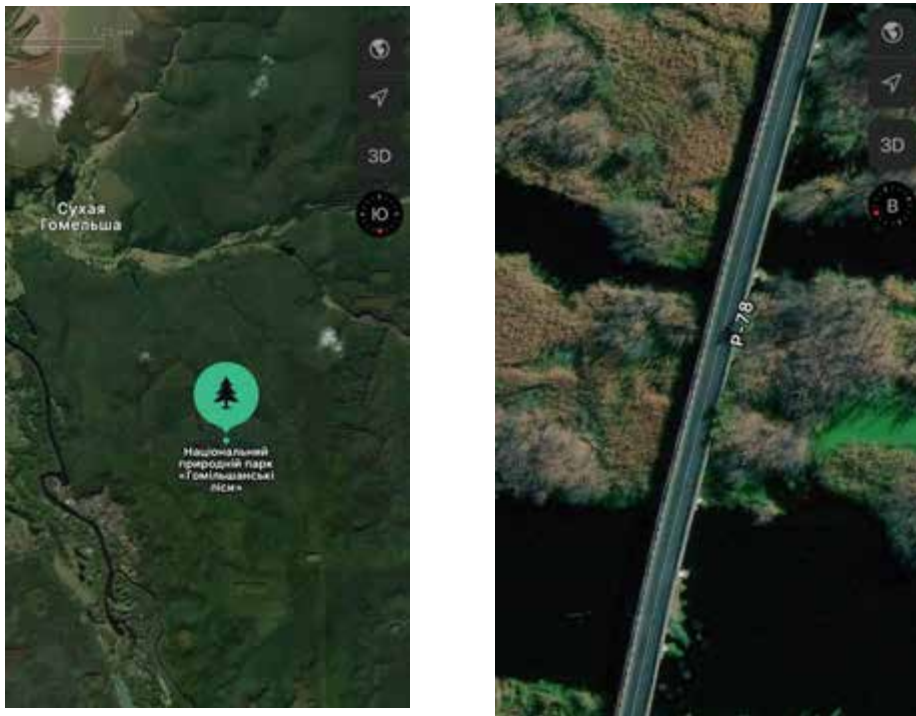 3D
Ю
Сухая
Гомельша
Національний
природній парк
«Гомільшанські
ліси»
3D
В
Р-78